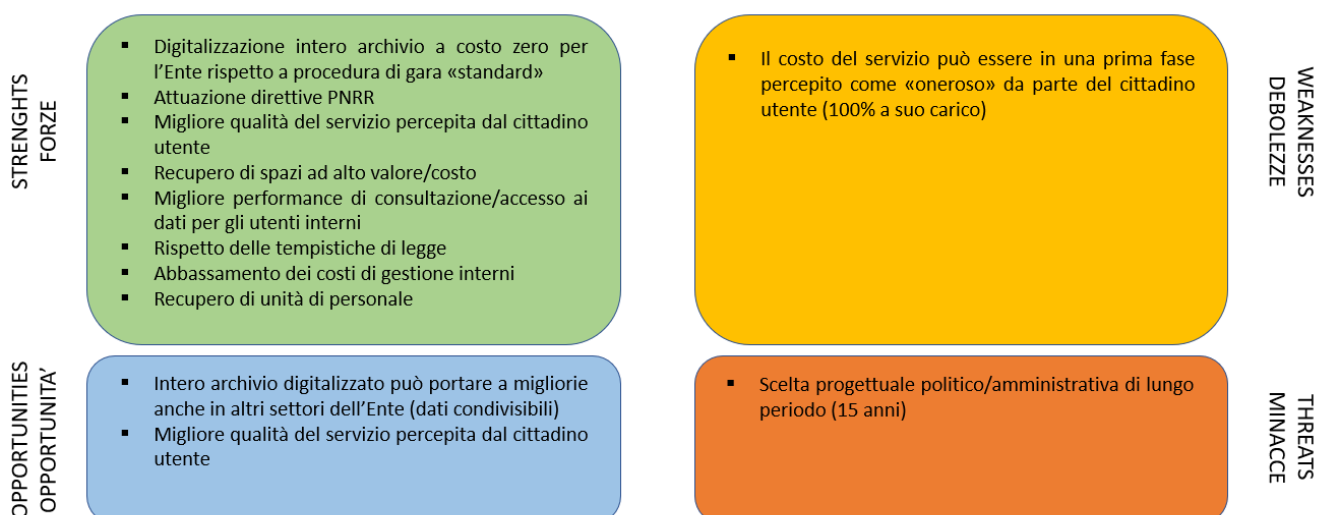 STRENGHTS
FORZE
▪ Digitalizzazione intero archivio a costo zero per
l’Ente rispetto a procedura di gara «standard»
▪ Attuazione direttive PNRR
▪ Migliore qualità del servizio percepita dal cittadino
utente
▪ Recupero di spazi ad alto valore/costo
▪ Migliore performance di consultazione/accesso ai
dati per gli utenti interni
▪ Rispetto delle tempistiche di legge
▪ Abbassamento dei costi di gestione interni
▪ Recupero di unità di personale
▪ Il costo del servizio può essere in una prima fase
percepito come «oneroso» da parte del cittadino
utente (100% a suo carico)
WEAKNESSES
DEBOLEZZE
OPPORTUNITIES
OPPORTUNITA’
▪ Intero archivio digitalizzato può portare a migliorie
anche in altri settori dell’Ente (dati condivisibili)
▪ Migliore qualità del servizio percepita dal cittadino
utente
▪ Scelta progettuale politico/amministrativa di lungo
periodo (15 anni)
THREATS
MINACCE